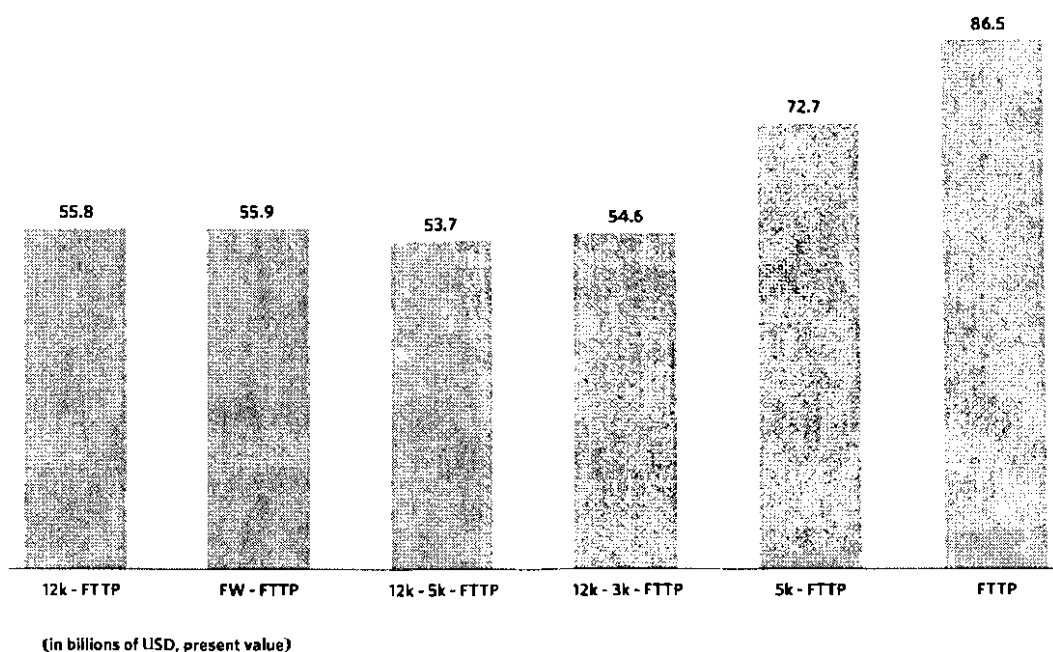 86.5
72.7
55.8 55.9 53.7 54.6
12k - FTTP FW - FTTP 12k - 5k - FTTP 12k - 3k - FTTP 5k - FTTP FTTP
(in billions of USD, present value)